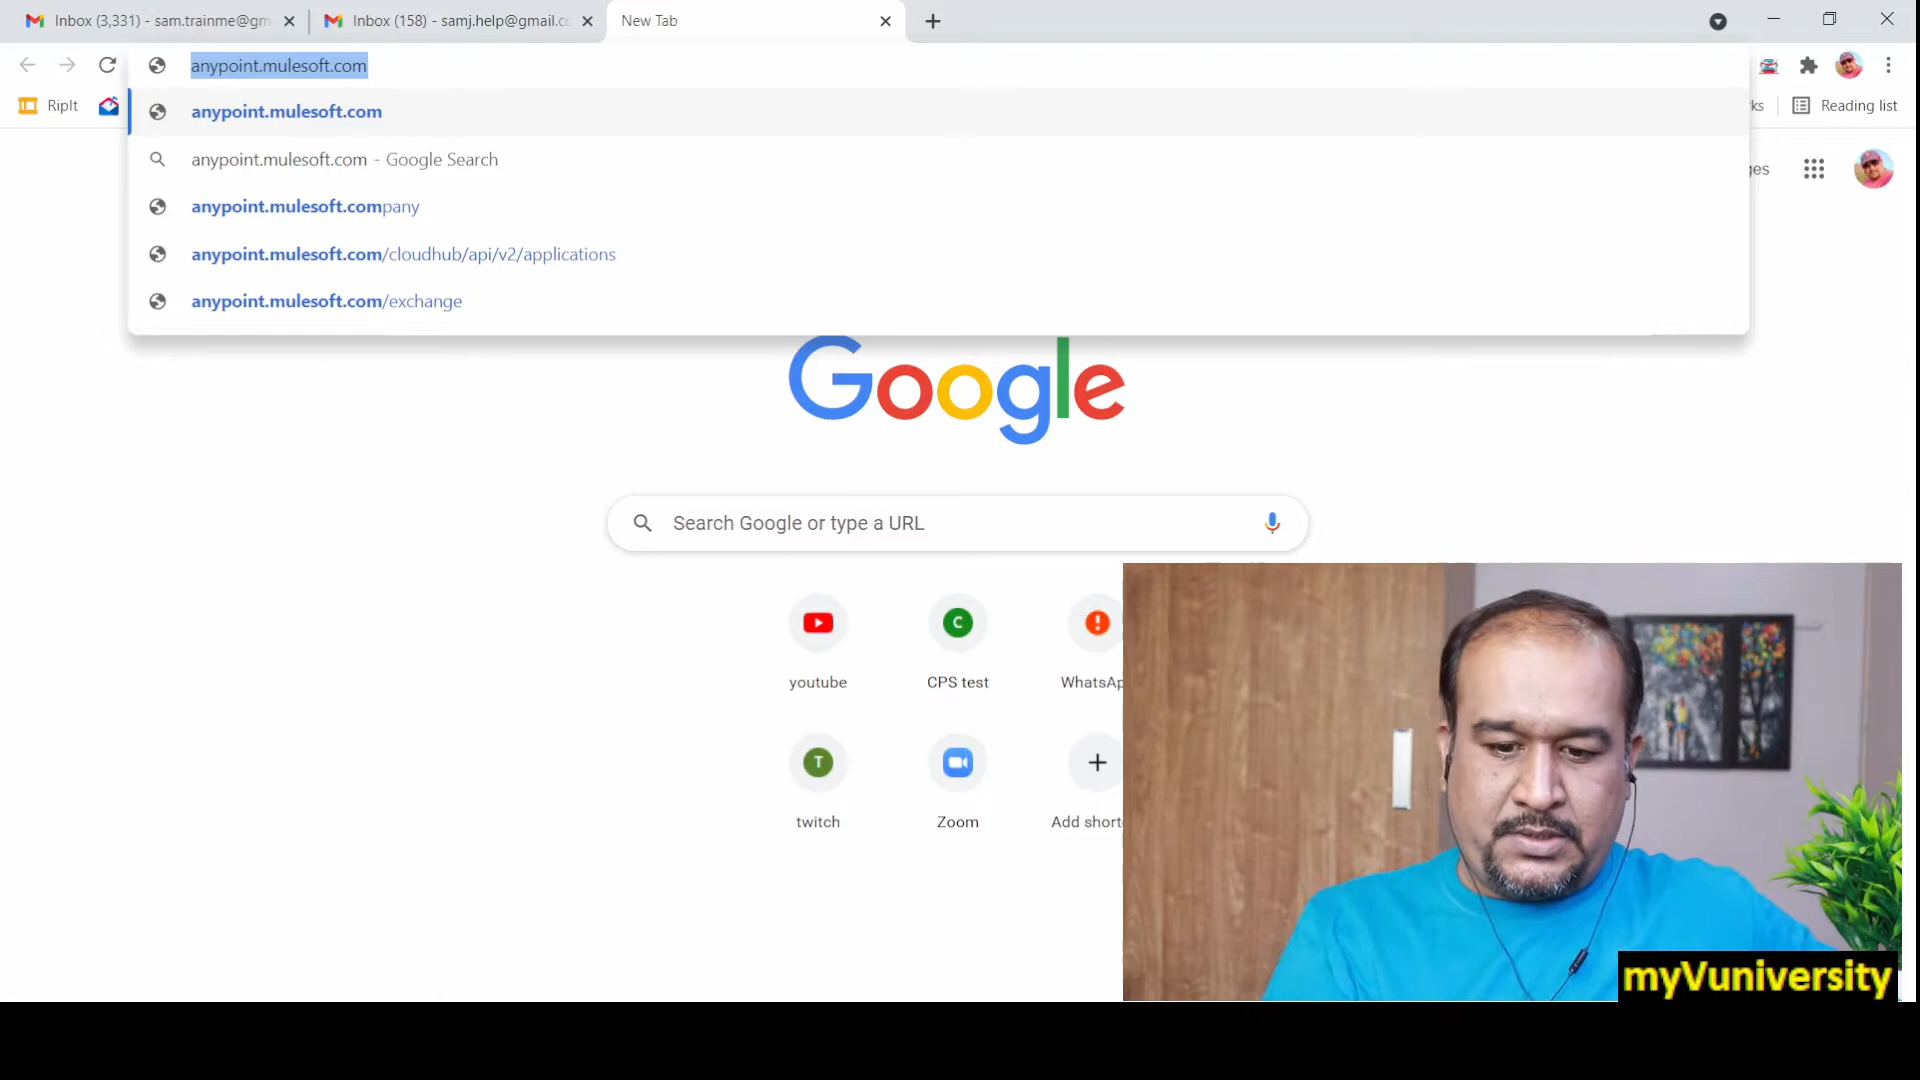 Inbox (3,331) - sam.trainme@gm
Inbox (158) - samj.help@gmail.co
New Tab
anypoint.mulesoft.com
RipIt
ks
Reading list
anypoint.mulesoft.com
anypoint.mulesoft.com - Google Search
anypoint.mulesoft.company
anypoint.mulesoft.com/cloudhub/api/v2/applications
anypoint.mulesoft.com/exchange
ges
Google
Search Google or type a URL
C
youtube
CPS test
WhatsAp
T
twitch
Zoom
Add short
myVuniversity